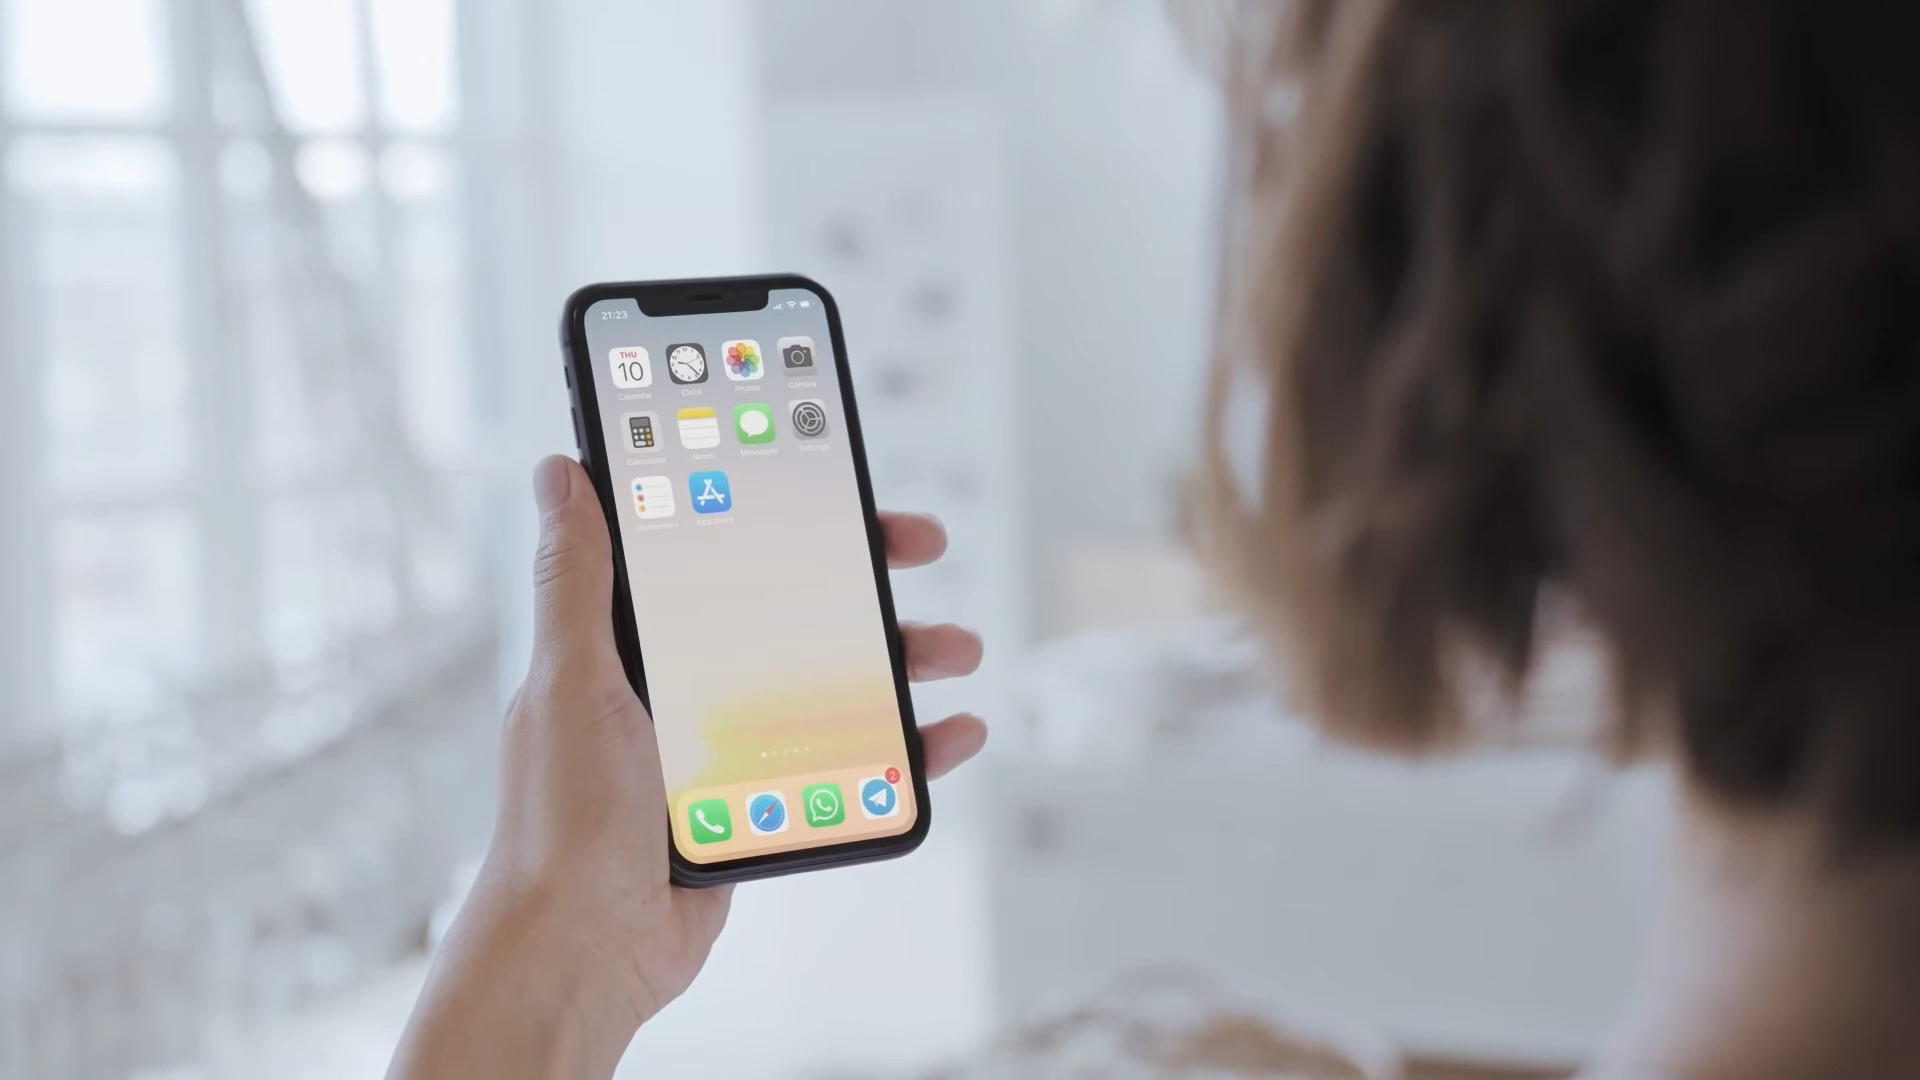 21:23
THU
10
Calendar
Clock
Photos
Camera
Calculator
Notes
Messages
Settings
Reminders
App Store
2